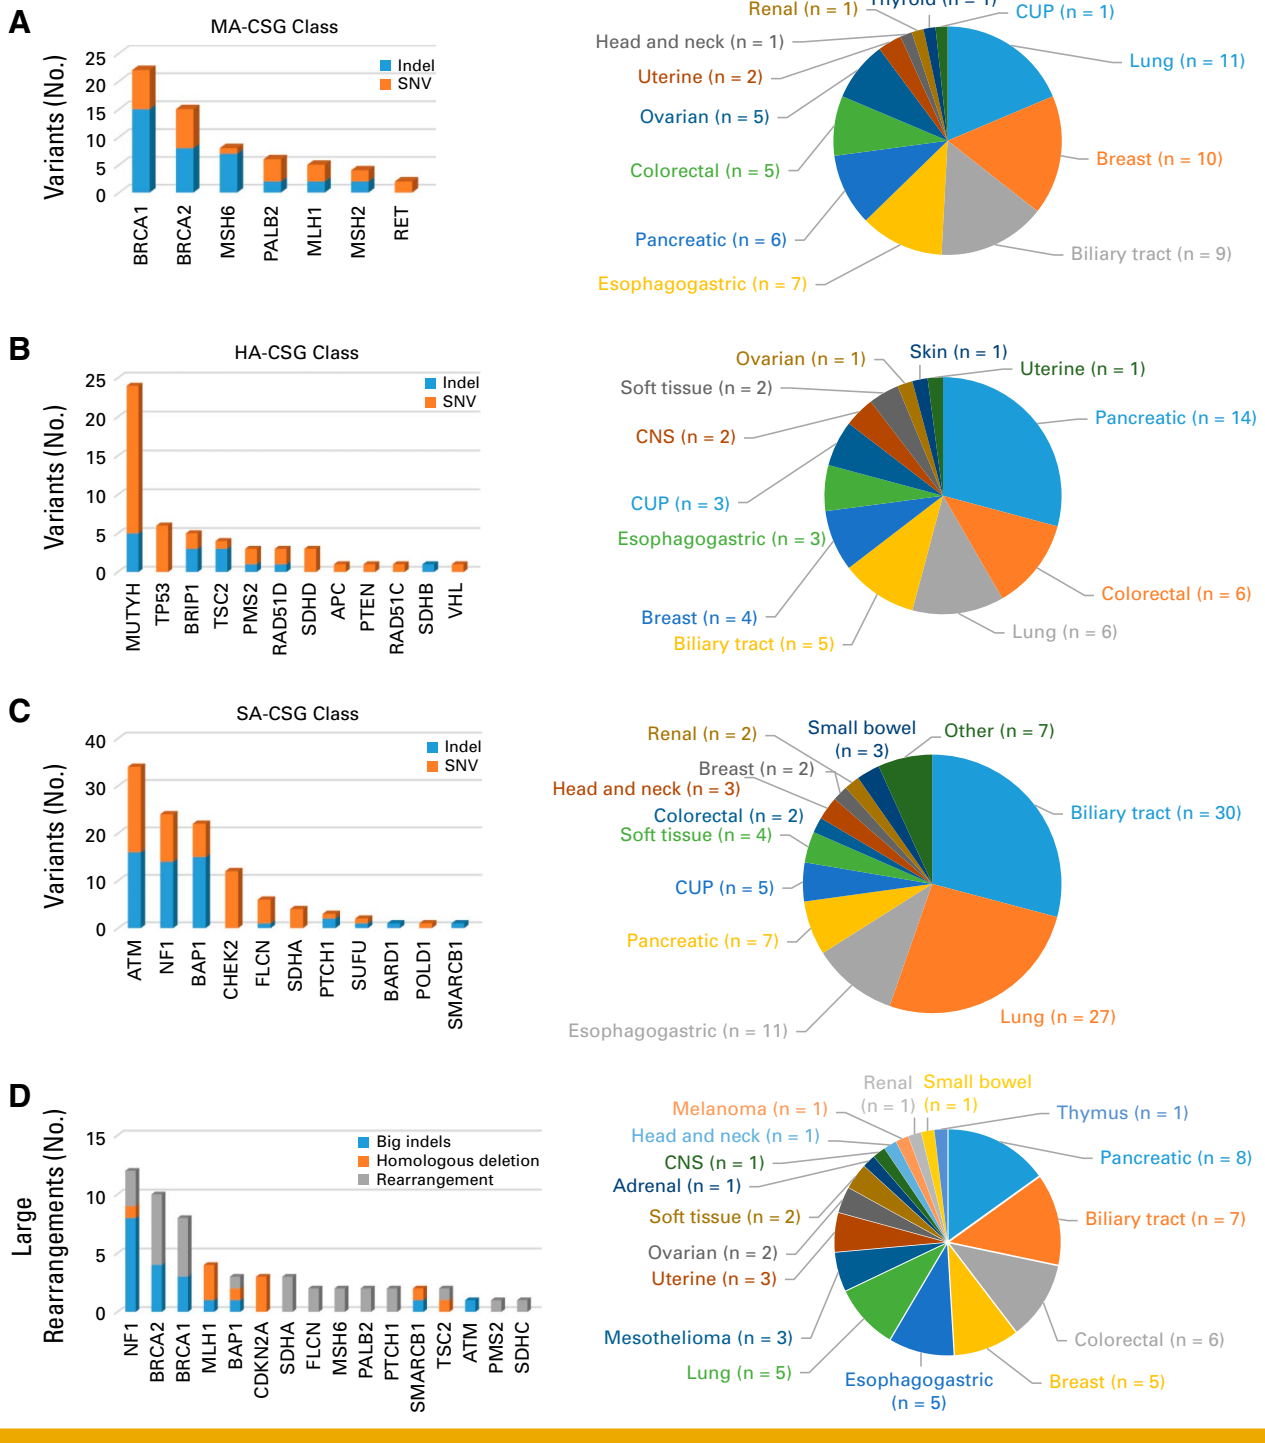 A
MA-CSG Class
Variants (No.)
25
20
15
10
5
0
Indel
SNV
BRCA1
BRCA2
MSH6
PALB2
MLH1
MSH2
RET
Thyroid (n = 1)
Renal (n = 1)
CUP (n = 1)
Head and neck (n = 1)
Lung (n = 11)
Uterine (n = 2)
Ovarian (n = 5)
Breast (n = 10)
Colorectal (n = 5)
Pancreatic (n = 6)
Biliary tract (n = 9)
Esophagogastric (n = 7)
B
HA-CSG Class
Variants (No.)
25
20
15
10
5
0
Indel
SNV
MUTYH
TP53
BRIP1
TSC2
PMS2
RAD51D
SDHD
APC
PTEN
RAD51C
SDHB
VHL
Skin (n = 1)
Ovarian (n = 1)
Uterine (n = 1)
Soft tissue (n = 2)
Pancreatic (n = 14)
CNS (n = 2)
CUP (n = 3)
Esophagogastric (n = 3)
Colorectal (n = 6)
Breast (n = 4)
Lung (n = 6)
Biliary tract (n = 5)
C
SA-CSG Class
Variants (No.)
40
30
20
10
0
Indel
SNV
ATM
NF1
BAP1
CHEK2
FLCN
SDHA
PTCH1
SUFU
BARD1
POLD1
SMARCB1
Small bowel
(n = 3)
Other (n = 7)
Renal (n = 2)
Breast (n = 2)
Head and neck (n = 3)
Biliary tract (n = 30)
Colorectal (n = 2)
Soft tissue (n = 4)
CUP (n = 5)
Pancreatic (n = 7)
Lung (n = 27)
Esophagogastric (n = 11)
D
Large
Rearrangements (No.)
15
10
5
0
Big indels
Homologous deletion
Rearrangement
NF1
BRCA2
BRCA1
MLH1
BAP1
CDKN2A
SDHA
FLCN
MSH6
PALB2
PTCH1
SMARCB1
TSC2
ATM
PMS2
SDHC
Renal
(n = 1)
Small bowel
(n = 1)
Melanoma (n = 1)
Thymus (n = 1)
Head and neck (n = 1)
CNS (n = 1)
Pancreatic (n = 8)
Adrenal (n = 1)
Soft tissue (n = 2)
Biliary tract (n = 7)
Ovarian (n = 2)
Uterine (n = 3)
Mesothelioma (n = 3)
Colorectal (n = 6)
Lung (n = 5)
Esophagogastric
(n = 5)
Breast (n = 5)